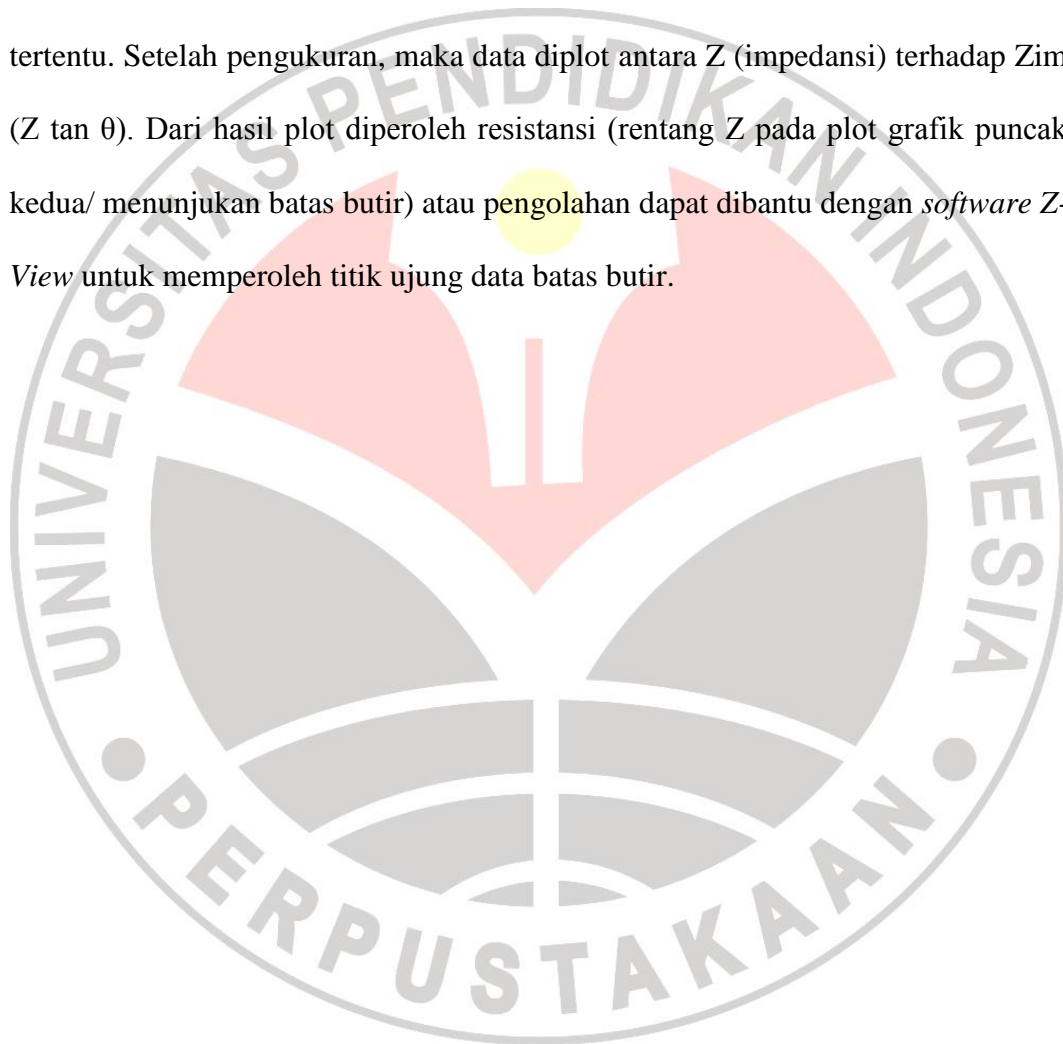 tertentu. Setelah pengukuran, maka data diplot antara Z (impedansi) terhadap Zim
(Z tan θ). Dari hasil plot diperoleh resistansi (rentang Z pada plot grafik puncak
kedua/ menunjukan batas butir) atau pengolahan dapat dibantu dengan software Z-
View untuk memperoleh titik ujung data batas butir.
UNIVERSITAS PENDIDIKAN INDONESIA
PERPUSTAKAAN